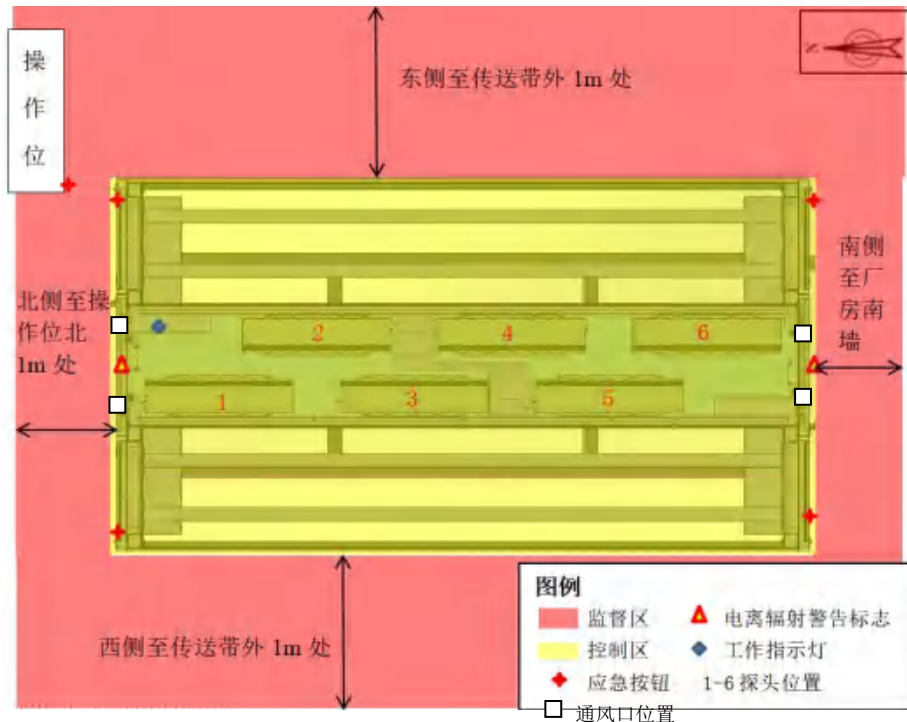 操
作
位
东侧至传送带外 1m 处
N
南侧
至厂
房南
墙
北侧至操
作位北
1m 处
2
4
6
1
3
5
西侧至传送带外 1m 处
图例
监督区
电离辐射警告标志
控制区
工作指示灯
应急按钮
1-6 探头位置
通风口位置